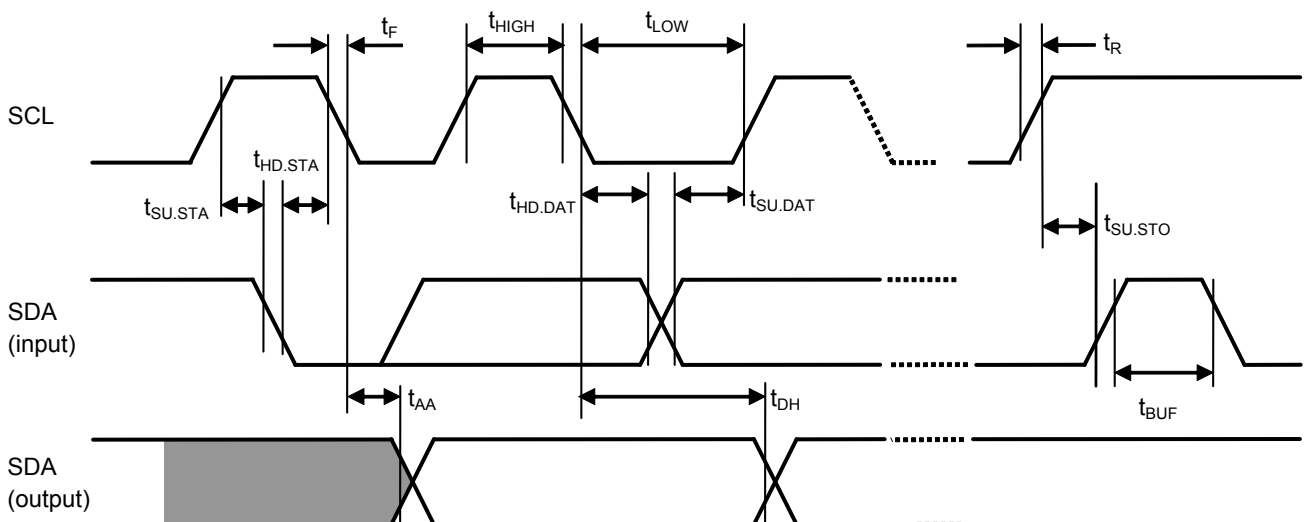 t_F
t_HIGH
t_LOW
t_R
SCL
t_HD.STA
t_SU.STA
t_HD.DAT
t_SU.DAT
t_SU.STO
SDA
(input)
t_AA
t_DH
t_BUF
SDA
(output)